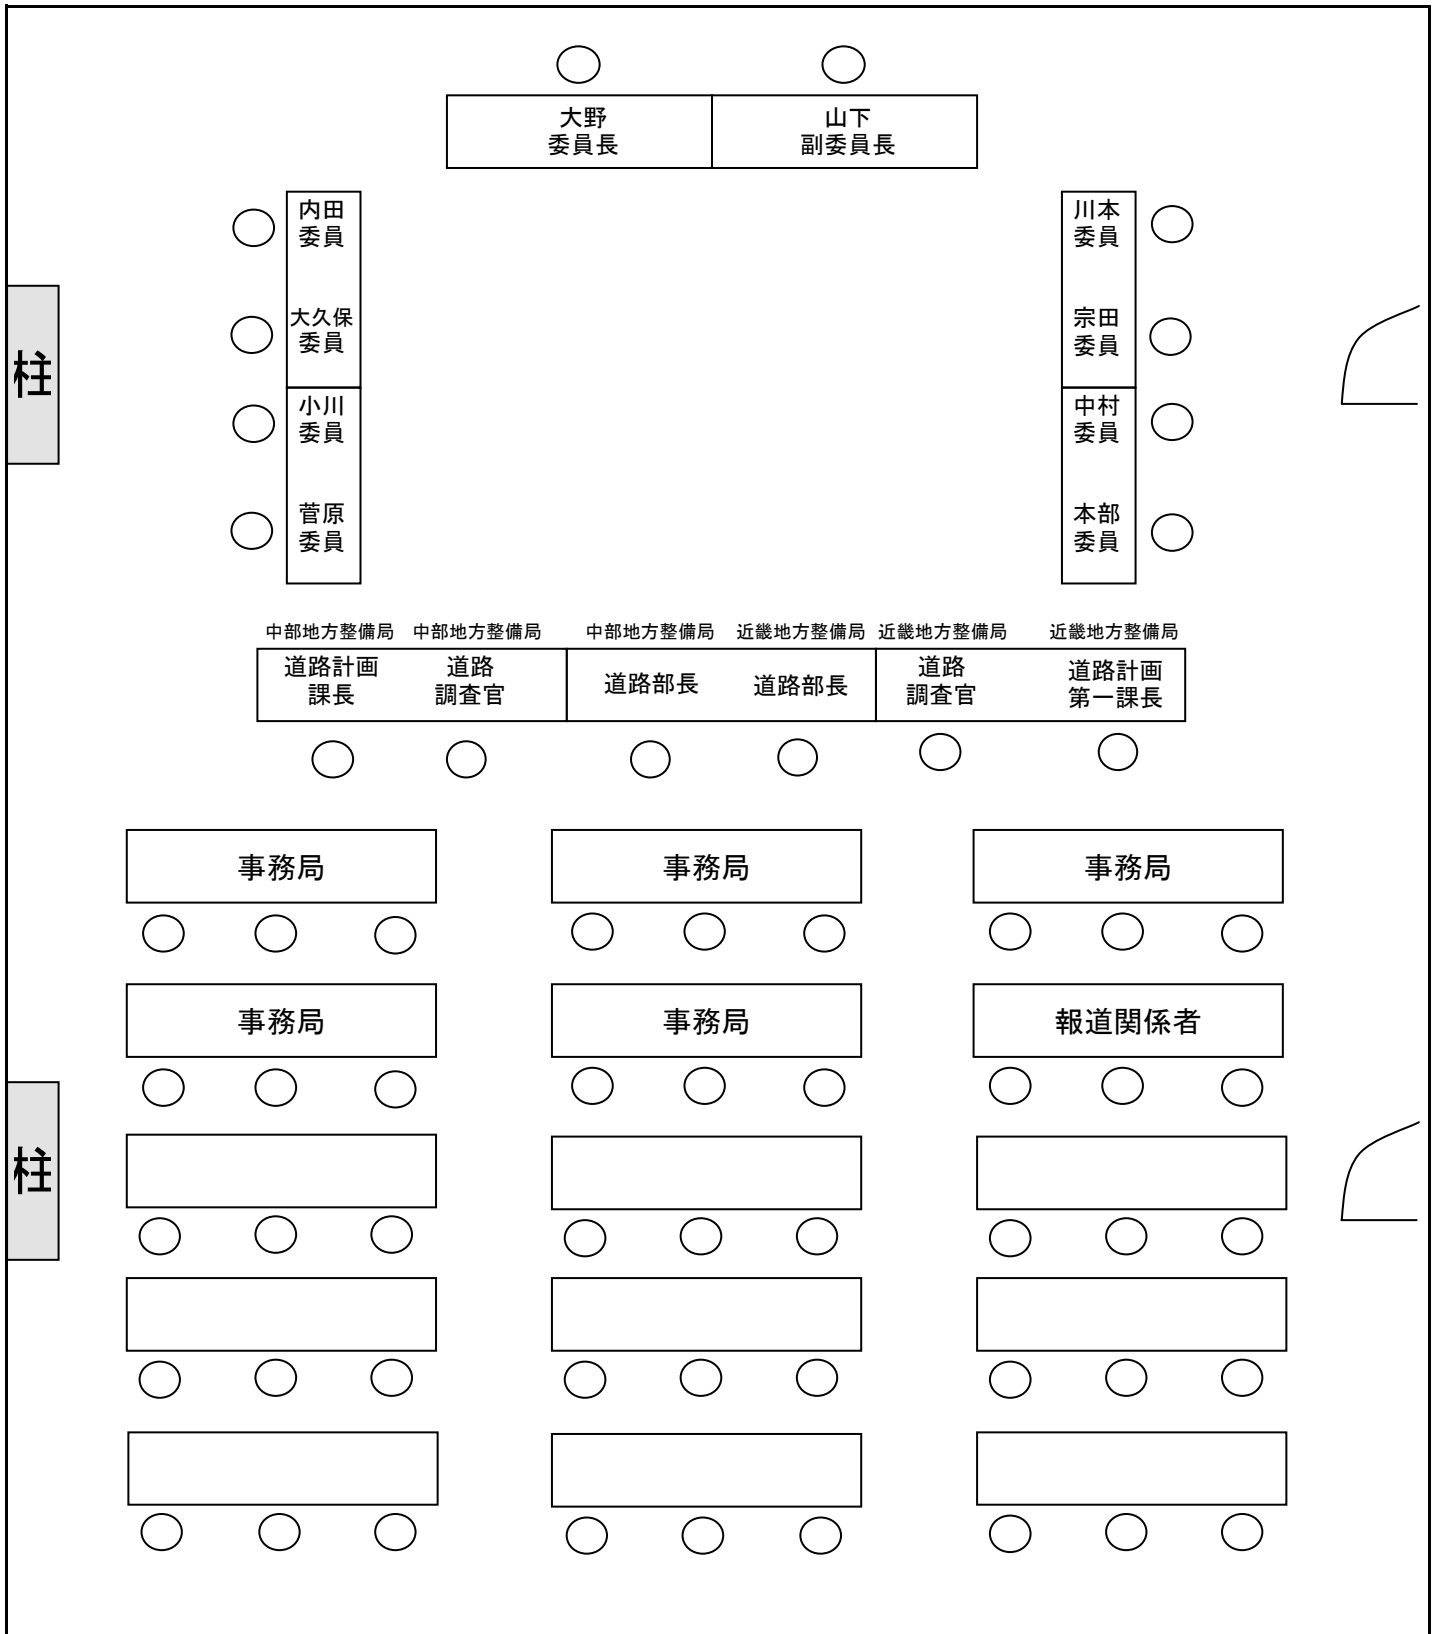 大野
委員長
山下
副委員長
内田
委員
大久保
委員
小川
委員
菅原
委員
川本
委員
宗田
委員
中村
委員
本部
委員
柱
中部地方整備局
中部地方整備局
中部地方整備局
近畿地方整備局
近畿地方整備局
近畿地方整備局
道路計画
課長
道路
調査官
道路部長
道路部長
道路
調査官
道路計画
第一課長
事務局
事務局
事務局
事務局
事務局
報道関係者
柱